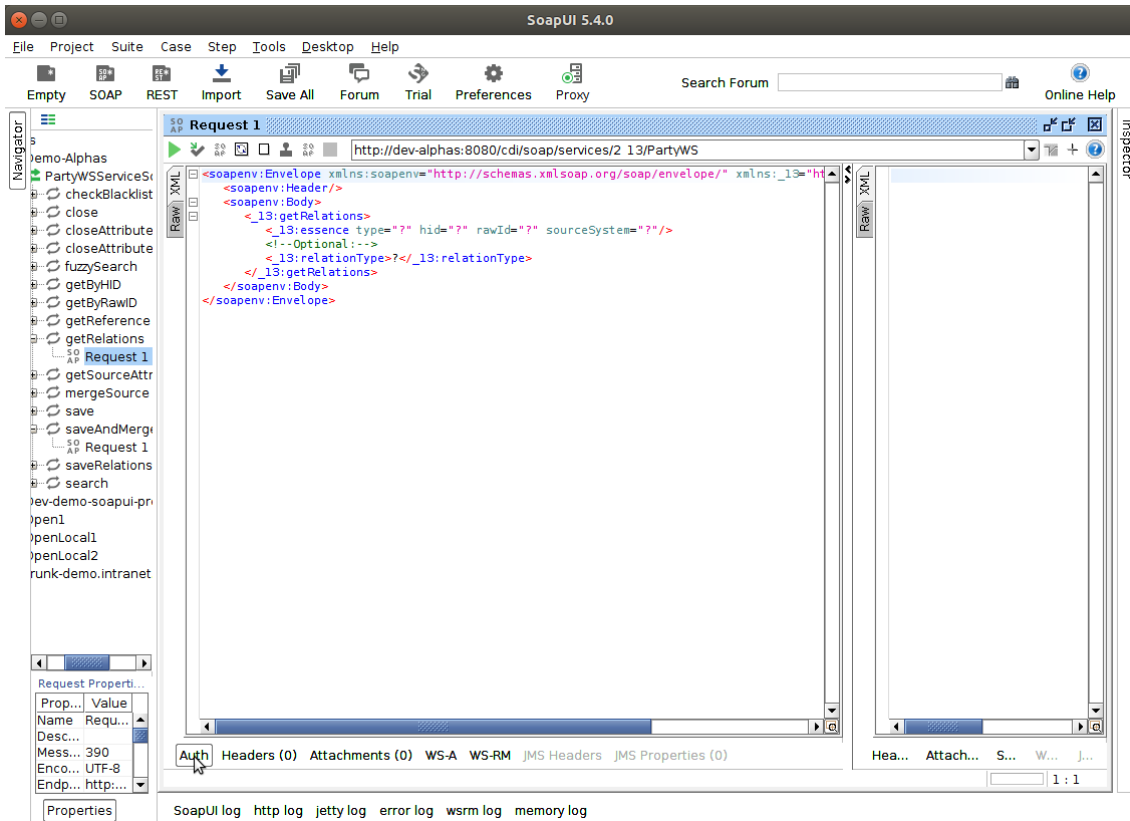 SoapUI 5.4.0
File Project Suite Case Step Tools Desktop Help
Empty SOAP REST Import Save All Forum Trial Preferences Proxy Search Forum Online Help
Navigator
s
Demo-Alphas
PartyWSServiceSo
checkBlacklist
close
closeAttribute
closeAttribute
fuzzySearch
getByHID
getByRawID
getReference
getRelations
SOAP Request 1
getSourceAttr
mergeSource
save
saveAndMerge
SOAP Request 1
saveRelations
search
Dev-demo-soapui-pro
Open1
OpenLocal1
OpenLocal2
runk-demo.intranet
Request Properti...
Prop... Value
Name Requ...
Desc...
Mess... 390
Enco... UTF-8
Endp... http:...
Properties
SOAP Request 1
http://dev-alphas:8080/cdi/soap/services/2_13/PartyWS
XML
Raw
<soapenv:Envelope xmlns:soapenv="http://schemas.xmlsoap.org/soap/envelope/" xmlns:_13="ht
<soapenv:Header/>
<soapenv:Body>
<_13:getRelations>
<_13:essence type="?" hid="?" rawId="?" sourceSystem="?"/>
<!--Optional:-->
<_13:relationType>?</_13:relationType>
</_13:getRelations>
</soapenv:Body>
</soapenv:Envelope>
XML
Raw
Inspector
Auth Headers (0) Attachments (0) WS-A WS-RM JMS Headers JMS Properties (0)
Hea... Attach... S... W... J...
1 : 1
SoapUI log http log jetty log error log wsrm log memory log